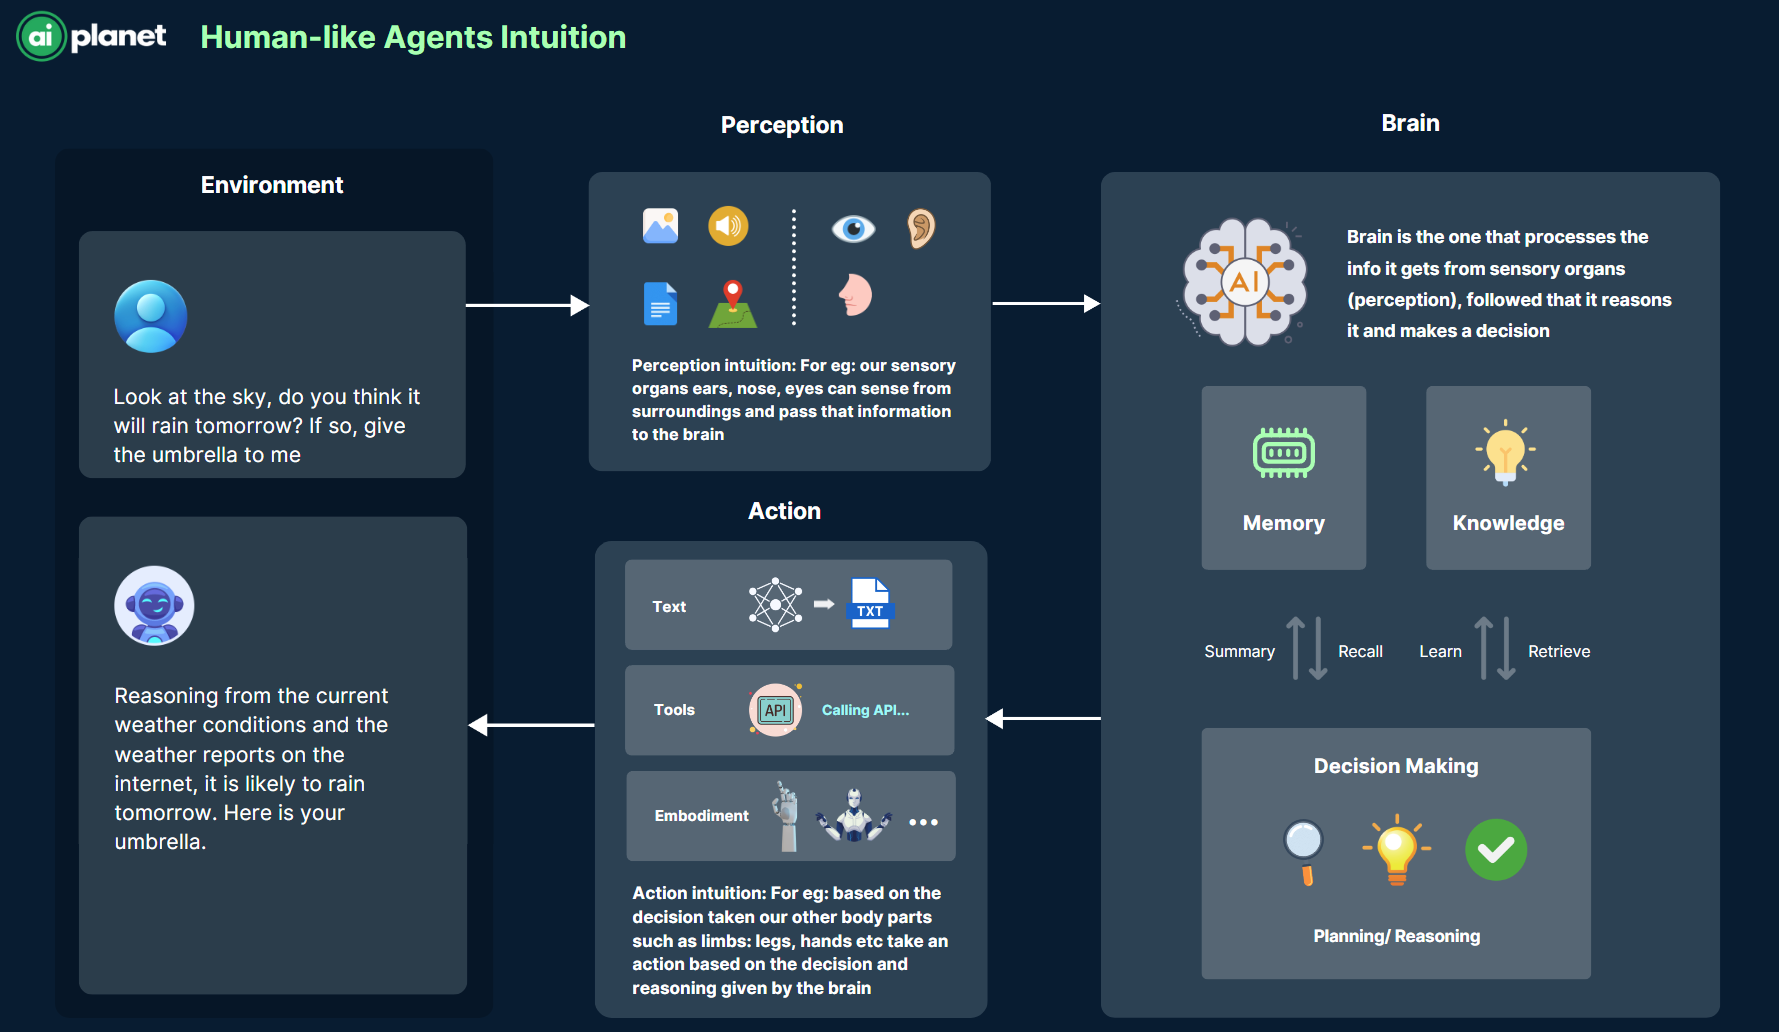 ai planet
Human-like Agents Intuition
Environment
Look at the sky, do you think it
will rain tomorrow? If so, give
the umbrella to me
Reasoning from the current
weather conditions and the
weather reports on the
internet, it is likely to rain
tomorrow. Here is your
umbrella.
Perception
Perception intuition: For eg: our sensory
organs ears, nose, eyes can sense from
surroundings and pass that information
to the brain
Action
Text
TXT
Tools
API
Calling API...
Embodiment
Action intuition: For eg: based on the
decision taken our other body parts
such as limbs: legs, hands etc take an
action based on the decision and
reasoning given by the brain
Brain
AI
Brain is the one that processes the
info it gets from sensory organs
(perception), followed that it reasons
it and makes a decision
Memory
Knowledge
Summary
Recall
Learn
Retrieve
Decision Making
Planning/ Reasoning